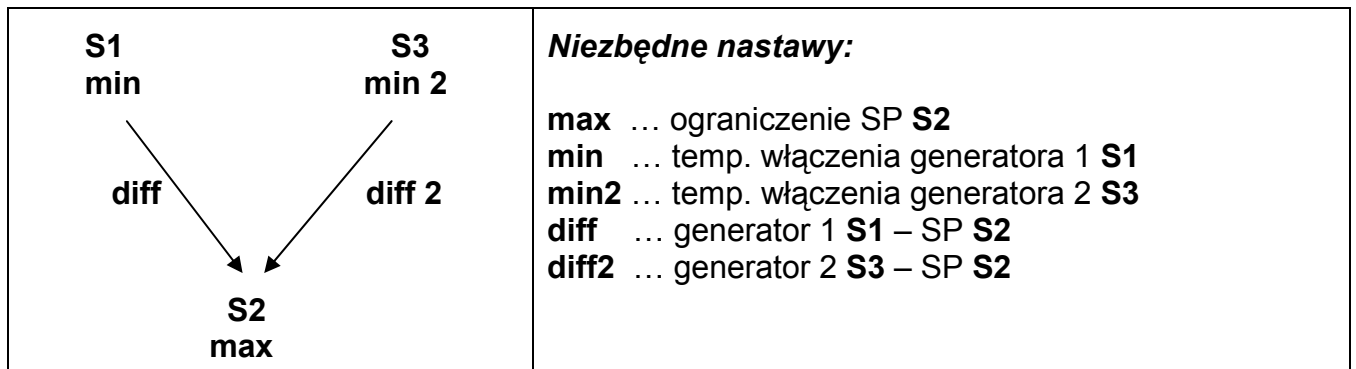 S1 S3
min min 2
diff diff 2
S2
max
Niezbędne nastawy:
max … ograniczenie SP S2
min … temp. włączenia generatora 1 S1
min2 … temp. włączenia generatora 2 S3
diff … generator 1 S1 – SP S2
diff2 … generator 2 S3 – SP S2